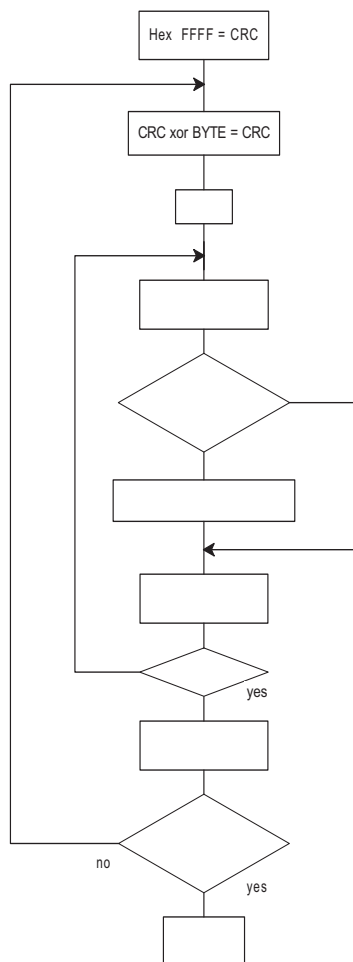 Hex FFFF = CRC
CRC xor BYTE = CRC
yes
no
yes